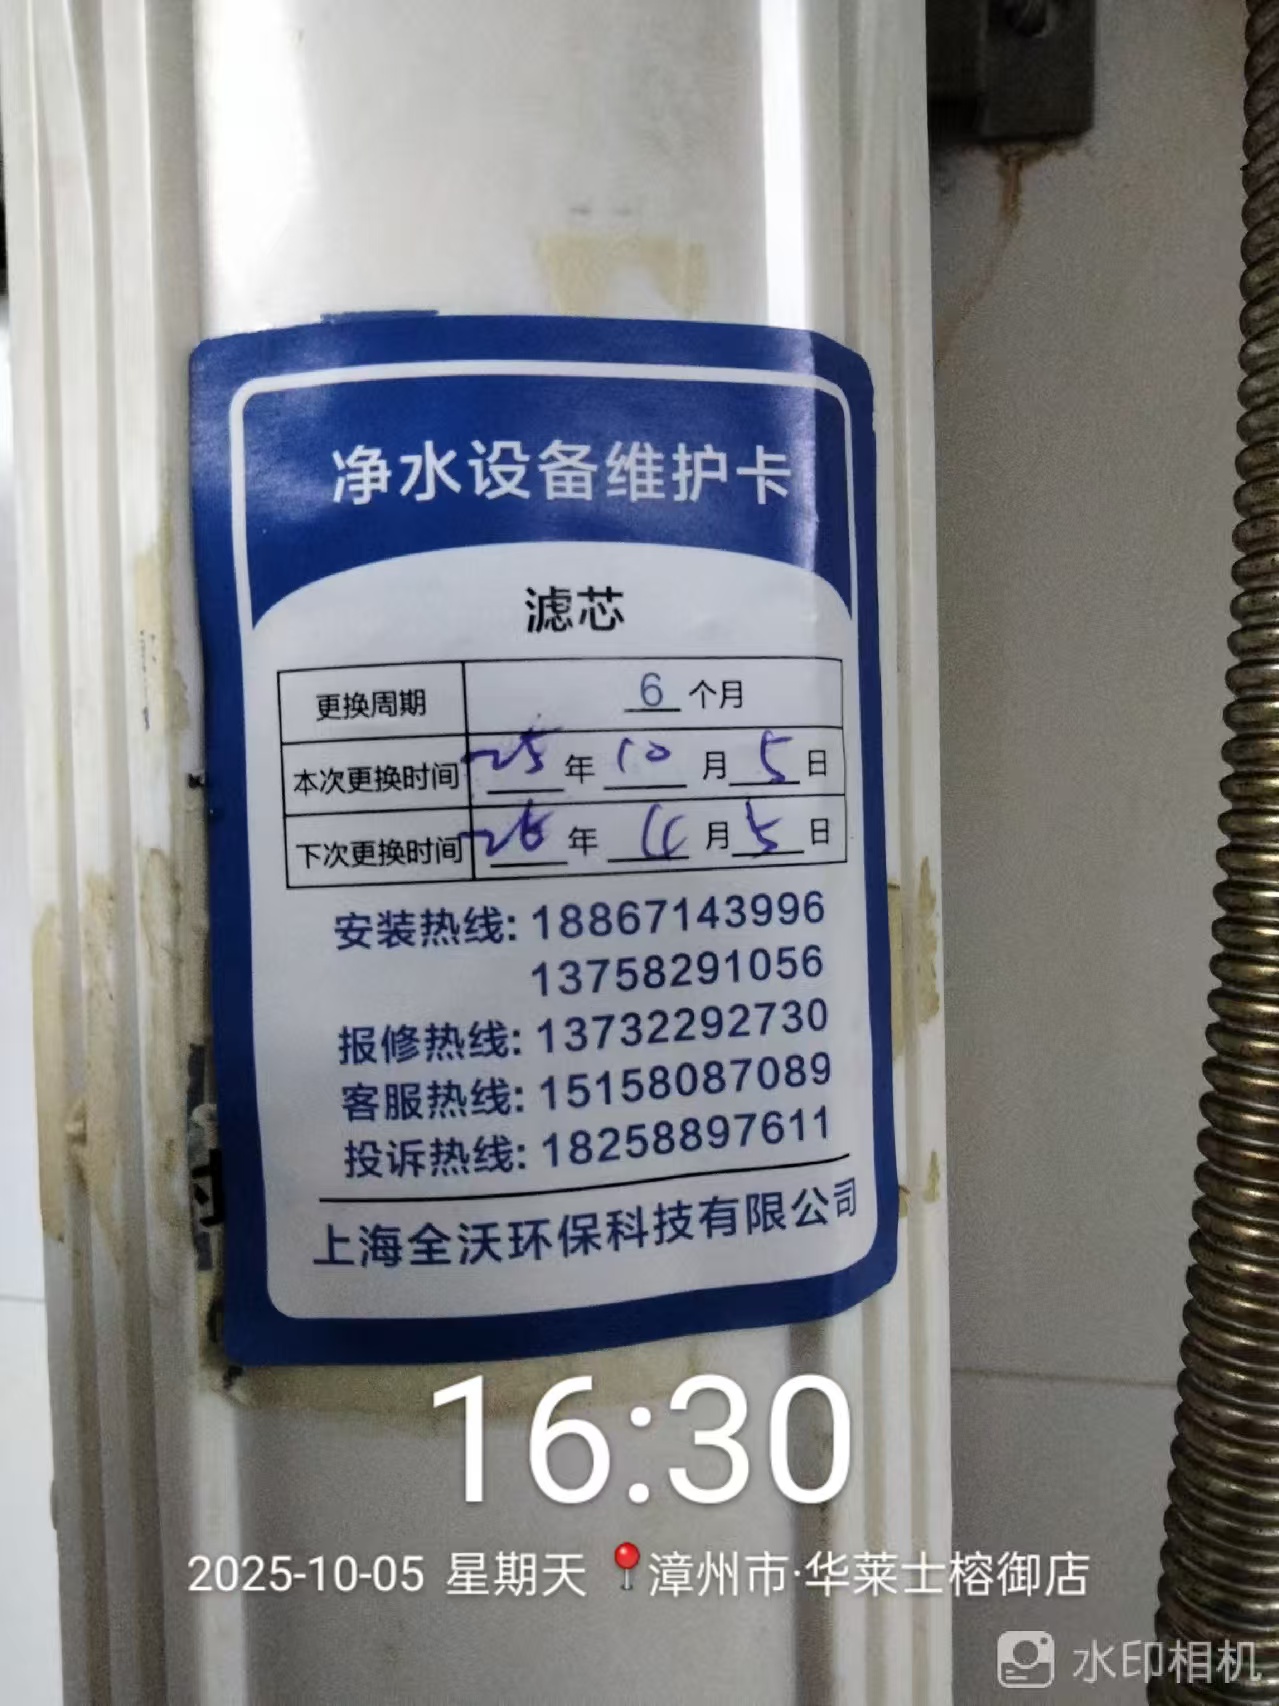 净水设备维护卡
滤芯
更换周期 6 个月
本次更换时间 25 年 10 月 5 日
下次更换时间 26 年 4 月 5 日
安装热线: 18867143996
13758291056
报修热线: 13732292730
客服热线: 15158087089
投诉热线: 18258897611
上海全沃环保科技有限公司
16:30
2025-10-05 星期天 漳州市·华莱士榕御店
水印相机